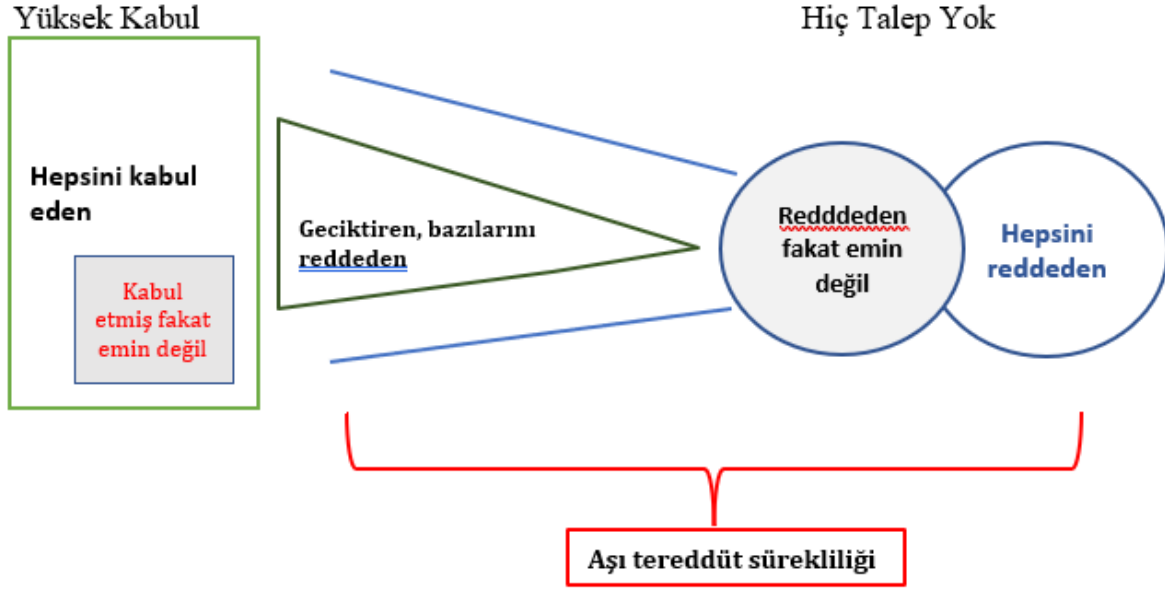 Yüksek Kabul
Hiç Talep Yok
Hepsini kabul
eden
Kabul
etmiş fakat
emin değil
Geciktiren, bazılarını
reddeden
Redddeden
fakat emin
değil
Hepsini
reddeden
Aşı tereddüt sürekliliği